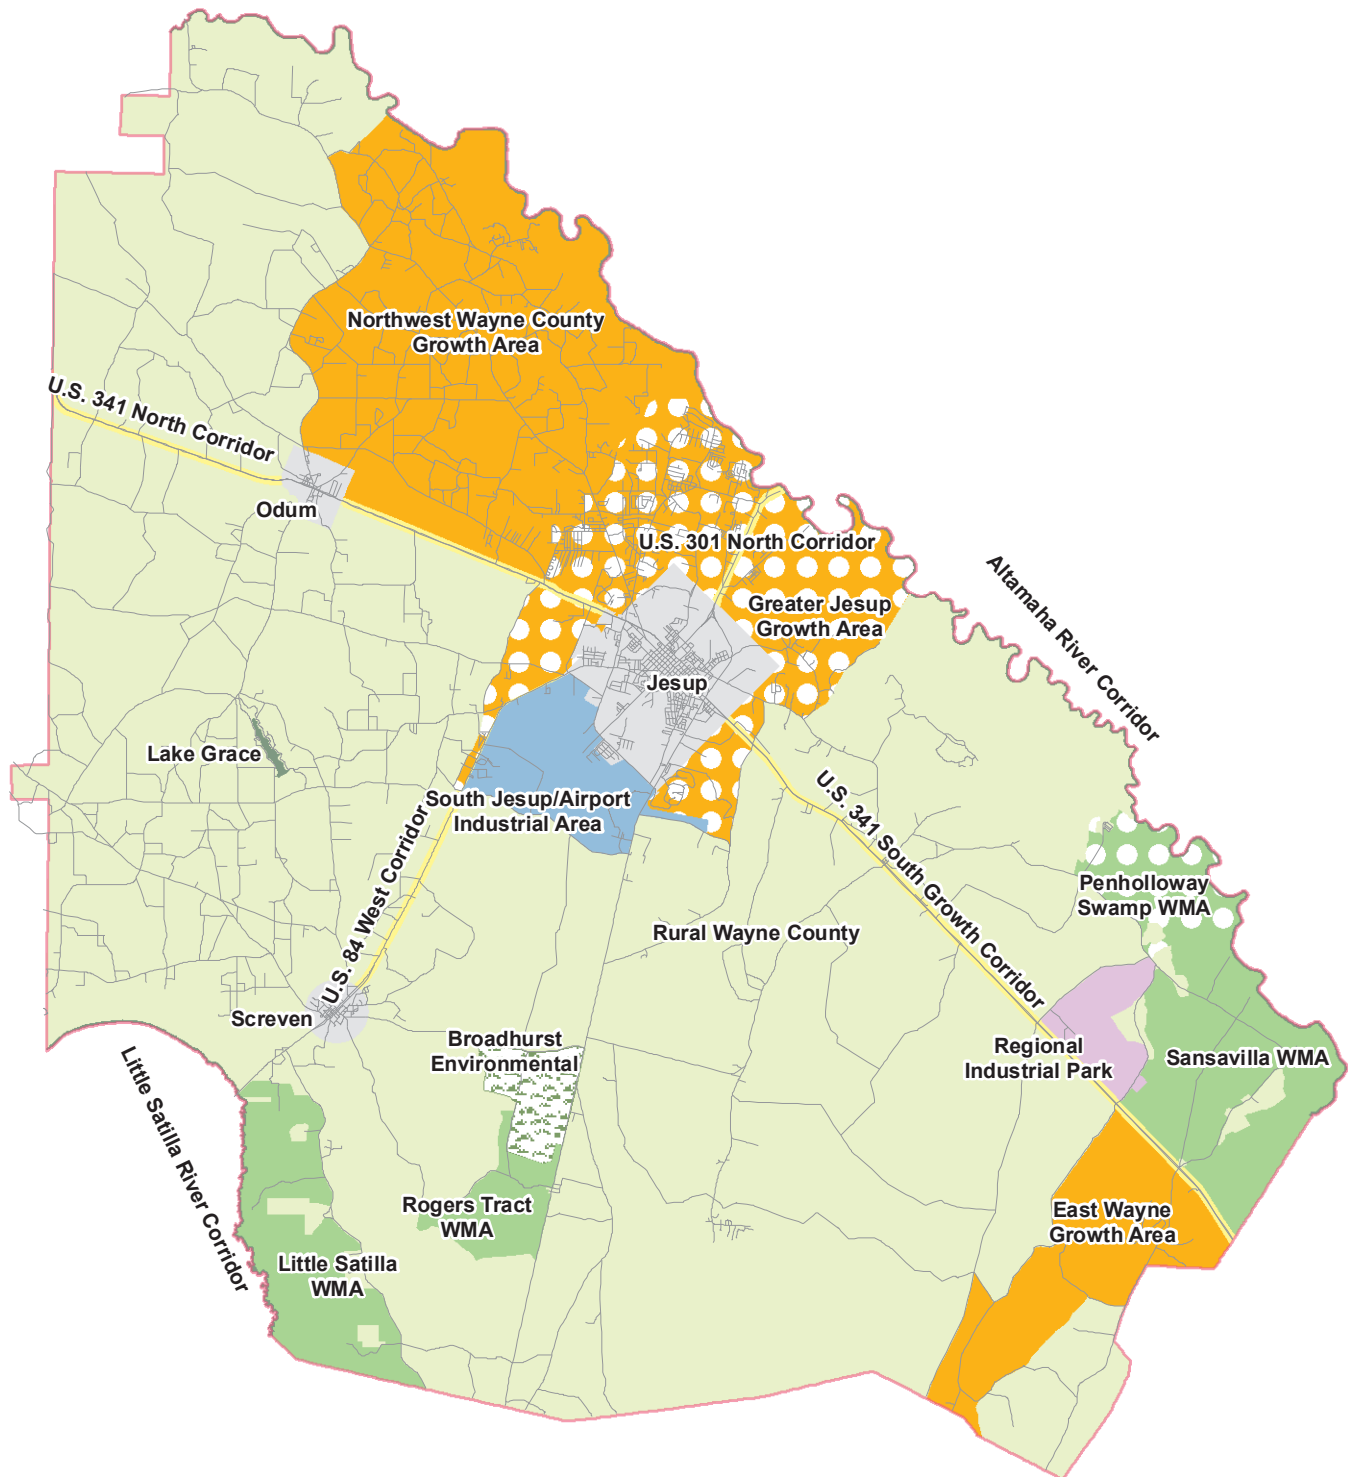 Northwest Wayne County
Growth Area
U.S. 341 North Corridor
Odum
U.S. 301 North Corridor
Greater Jesup
Growth Area
Altamaha River Corridor
Jesup
Lake Grace
South Jesup/Airport
Industrial Area
U.S. 341 South Growth Corridor
U.S. 84 West Corridor
Penholloway
Swamp WMA
Rural Wayne County
Screven
Broadhurst
Environmental
Regional
Industrial Park
Sansavilla WMA
Little Satilla River Corridor
Rogers Tract
WMA
East Wayne
Growth Area
Little Satilla
WMA